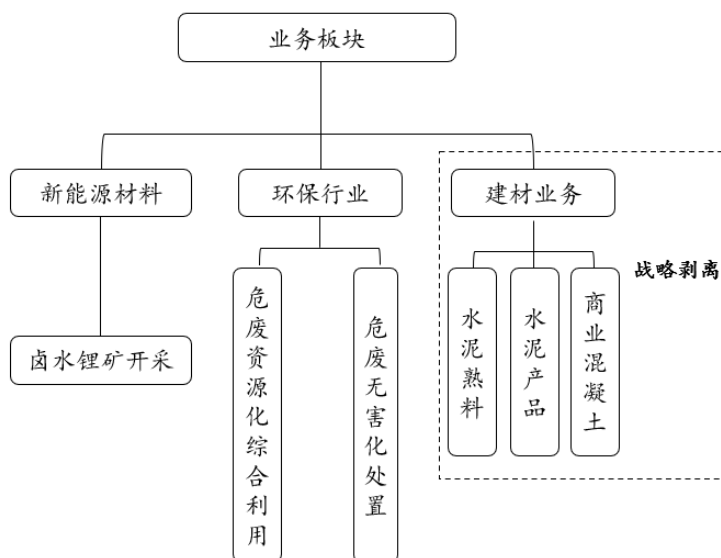 业务板块
新能源材料
环保行业
建材业务
战略剥离
卤水锂矿开采
危废资源化综合利用
危废无害化处置
水泥熟料
水泥产品
商业混凝土